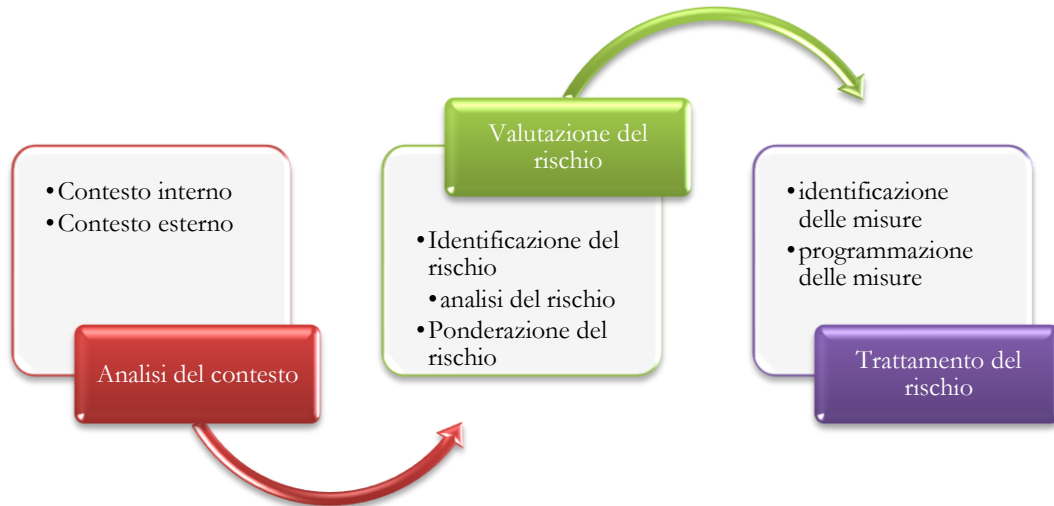 •Contesto interno
•Contesto esterno
Analisi del contesto
Valutazione del
rischio
•Identificazione del
rischio
•analisi del rischio
•Ponderazione del
rischio
•identificazione
delle misure
•programmazione
delle misure
Trattamento del
rischio